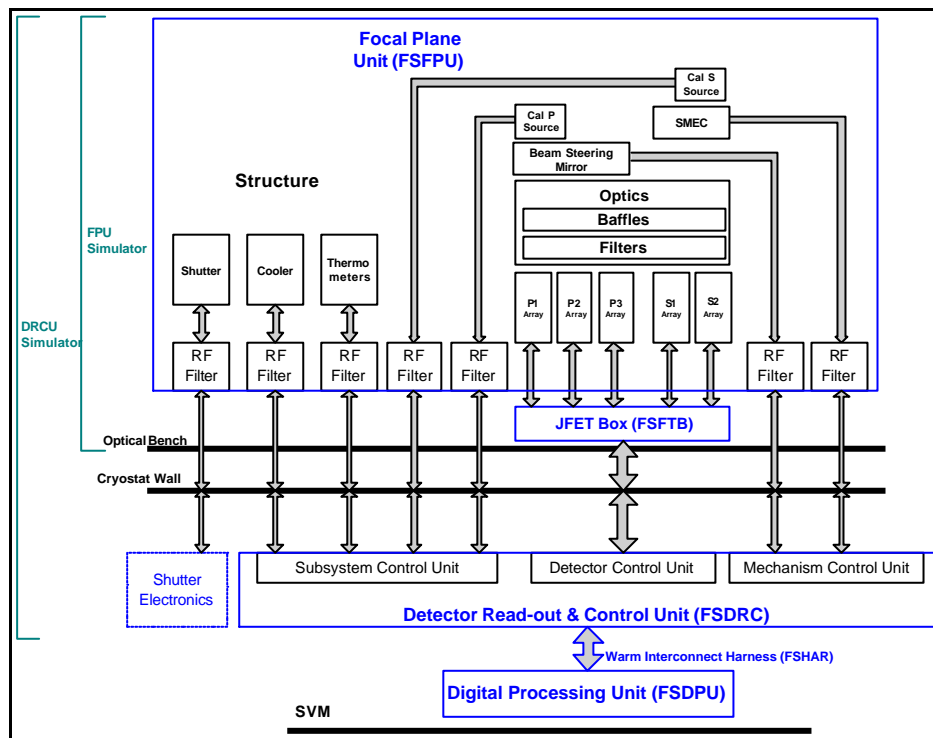 Focal Plane
Unit (FSFPU)
Cal S
Source
Cal P
Source
SMEC
Beam Steering
Mirror
Structure
Optics
Baffles
Filters
FPU
Simulator
Shutter
Cooler
Thermo
meters
P1
Array
P2
Array
P3
Array
S1
Array
S2
Array
DRCU
Simulator
RF
Filter
RF
Filter
RF
Filter
RF
Filter
RF
Filter
RF
Filter
RF
Filter
JFET Box (FSFTB)
Optical Bench
Cryostat Wall
Shutter
Electronics
Subsystem Control Unit
Detector Control Unit
Mechanism Control Unit
Detector Read-out & Control Unit (FSDRC)
Warm Interconnect Harness (FSHAR)
Digital Processing Unit (FSDPU)
SVM